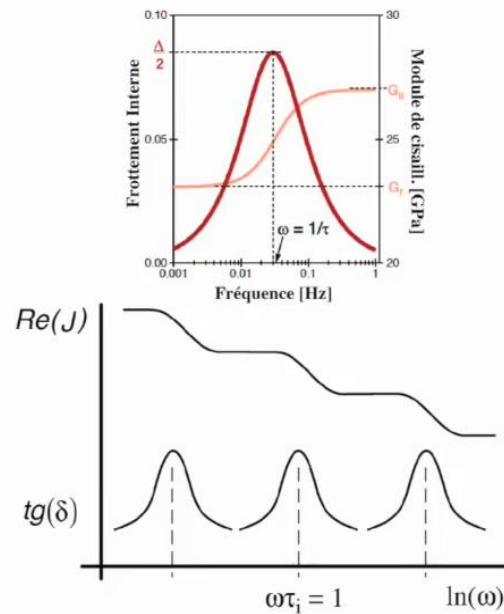 0.10
30
Δ
2
Gu
Frottement Interne
0.05
25
Module de cisaill. [GPa]
Gr
ω = 1/τ
0.00
20
0.001
0.01
0.1
1
Fréquence [Hz]
Re(J)
tg(δ)
ωτi = 1
ln(ω)